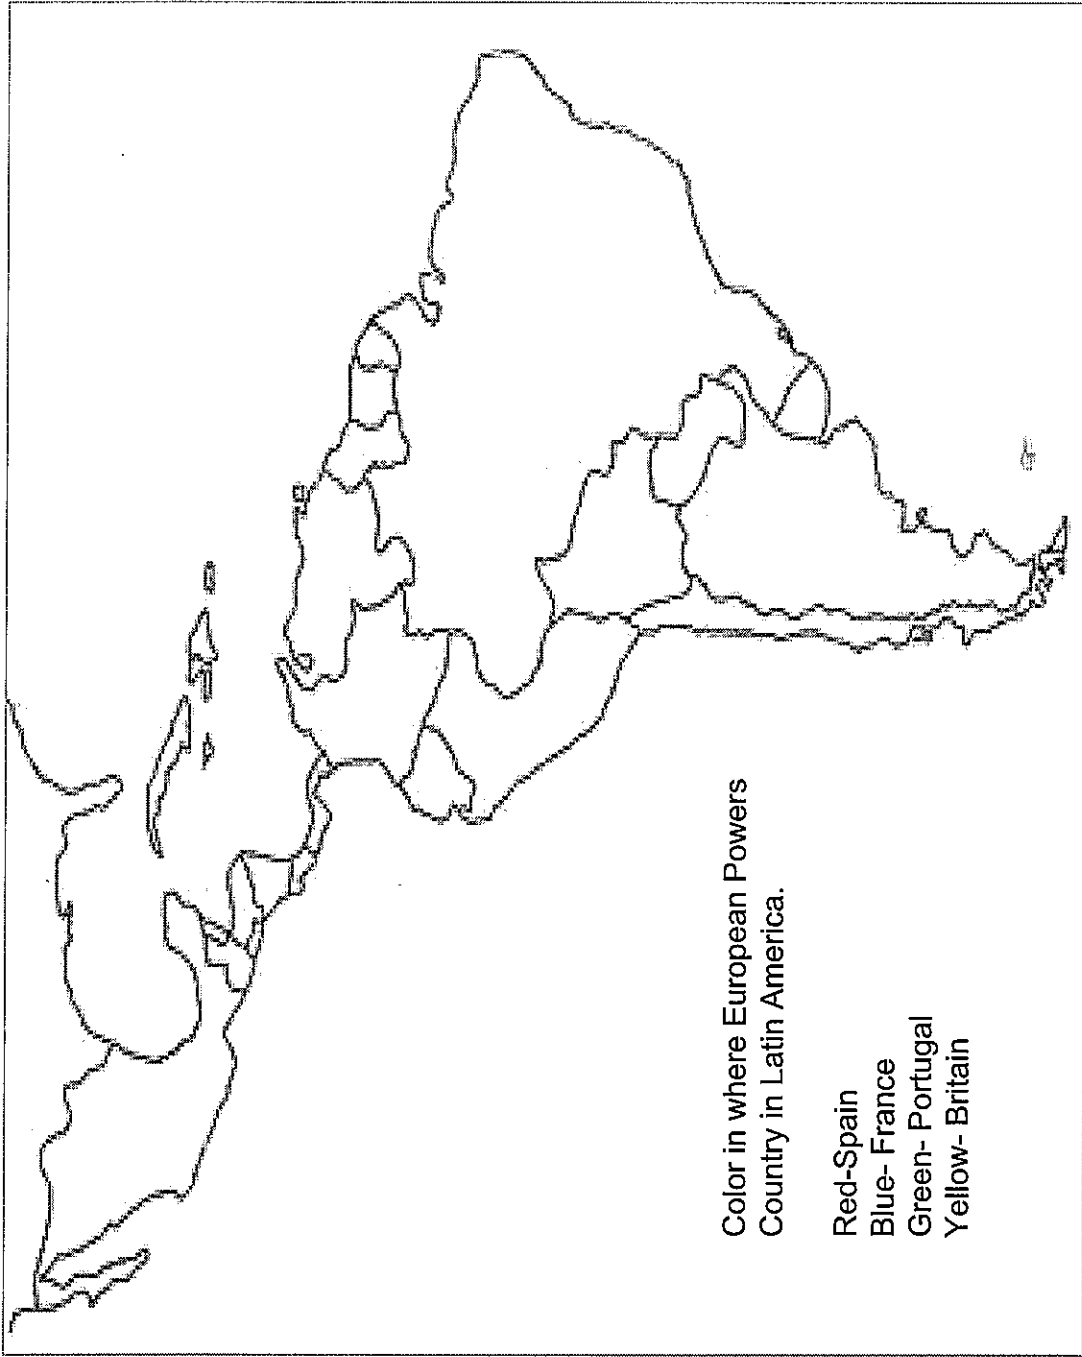 Color in where European Powers
Country in Latin America.
Red-Spain
Blue- France
Green- Portugal
Yellow- Britain